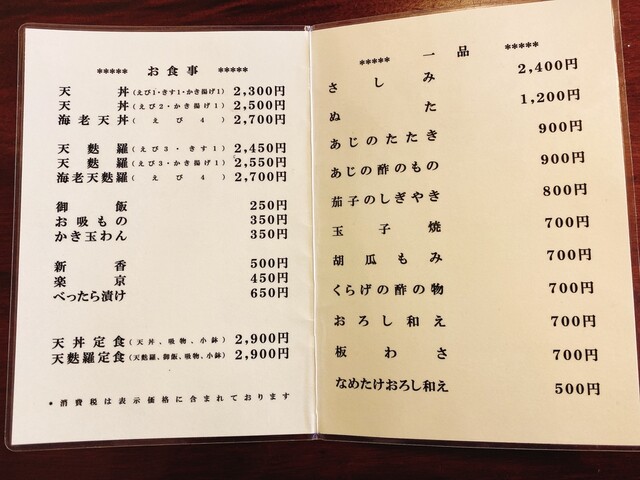 ***** お食事 *****
天丼(えび1・きす1・かき揚げ1) 2,300円
天丼(えび2・かき揚げ1) 2,500円
海老天丼(えび4) 2,700円
天麩羅(えび3・きす1) 2,450円
天麩羅(えび3・かき揚げ1) 2,550円
海老天麩羅(えび4) 2,700円
御飯 250円
お吸もの 350円
かき玉わん 350円
新香 500円
楽京 450円
べったら漬け 650円
天丼定食(天丼、吸物、小鉢) 2,900円
天麩羅定食(天麩羅、御飯、吸物、小鉢) 2,900円
*消費税は表示価格に含まれております
***** 一品 *****
さしみ 2,400円
ぬた 1,200円
あじのたたき 900円
あじの酢のもの 900円
茄子のしぎやき 800円
玉子焼 700円
胡瓜もみ 700円
くらげの酢の物 700円
おろし和え 700円
板わさ 700円
なめたけおろし和え 500円